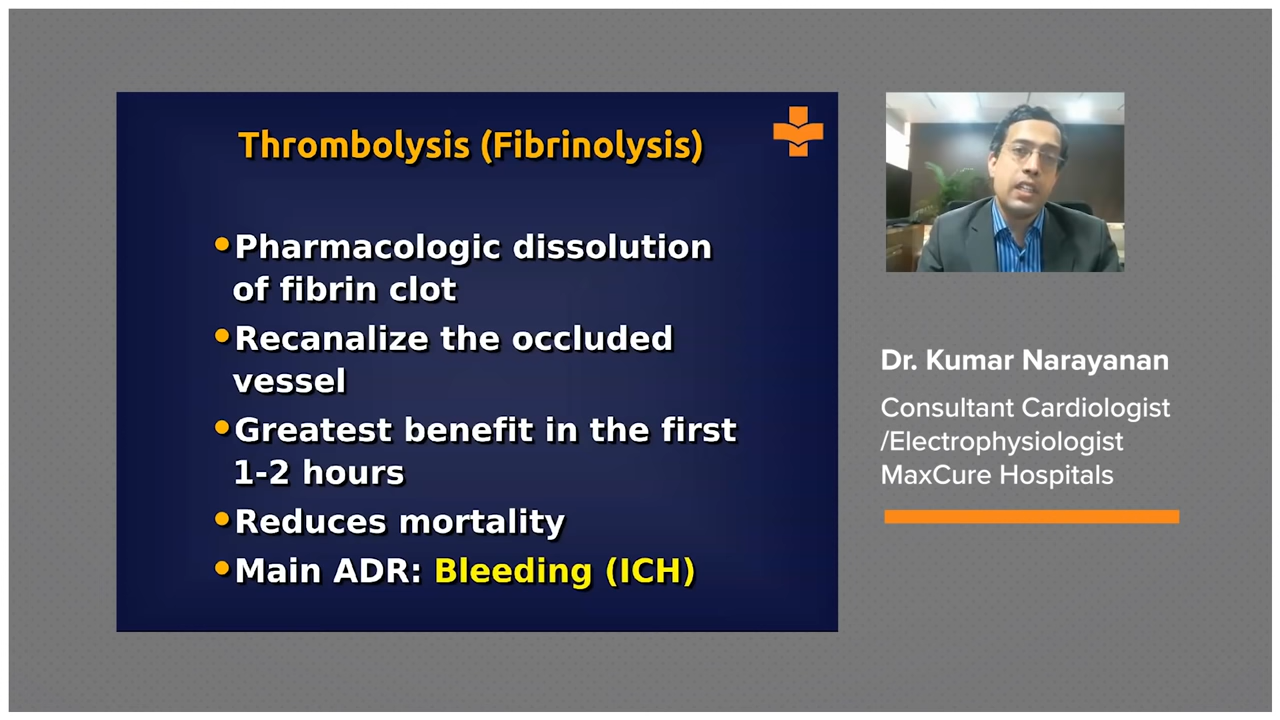 Thrombolysis (Fibrinolysis)
•Pharmacologic dissolution
of fibrin clot
•Recanalize the occluded
vessel
•Greatest benefit in the first
1-2 hours
•Reduces mortality
•Main ADR: Bleeding (ICH)
Dr. Kumar Narayanan
Consultant Cardiologist
/Electrophysiologist
MaxCure Hospitals